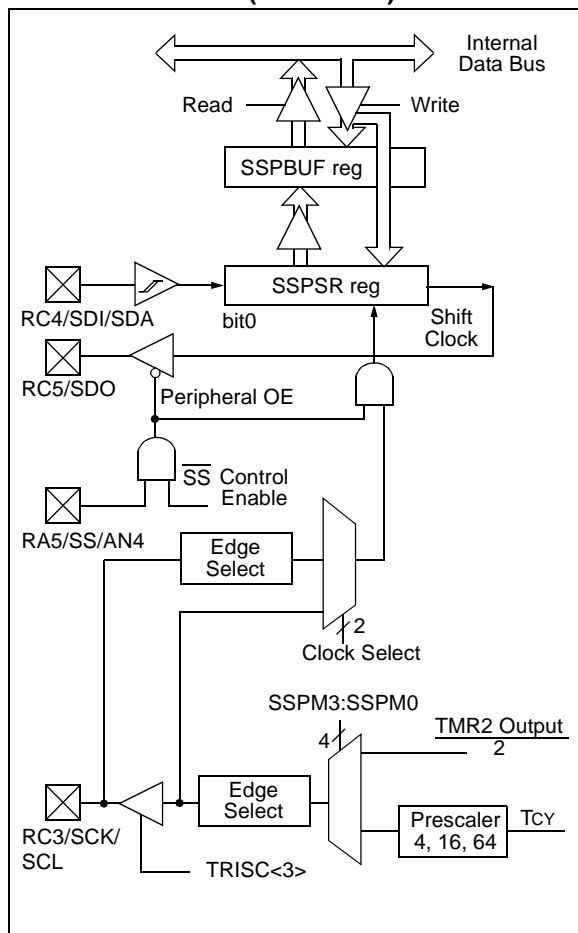 Internal
Data Bus
Read
Write
SSPBUF reg
SSPSR reg
RC4/SDI/SDA
bit0
Shift
Clock
RC5/SDO
Peripheral OE
SS Control
Enable
RA5/SS/AN4
Edge
Select
2
Clock Select
SSPM3:SSPM0
TMR2 Output
4
2
Edge
Select
Prescaler
4, 16, 64
TCY
RC3/SCK/
SCL
TRISC<3>